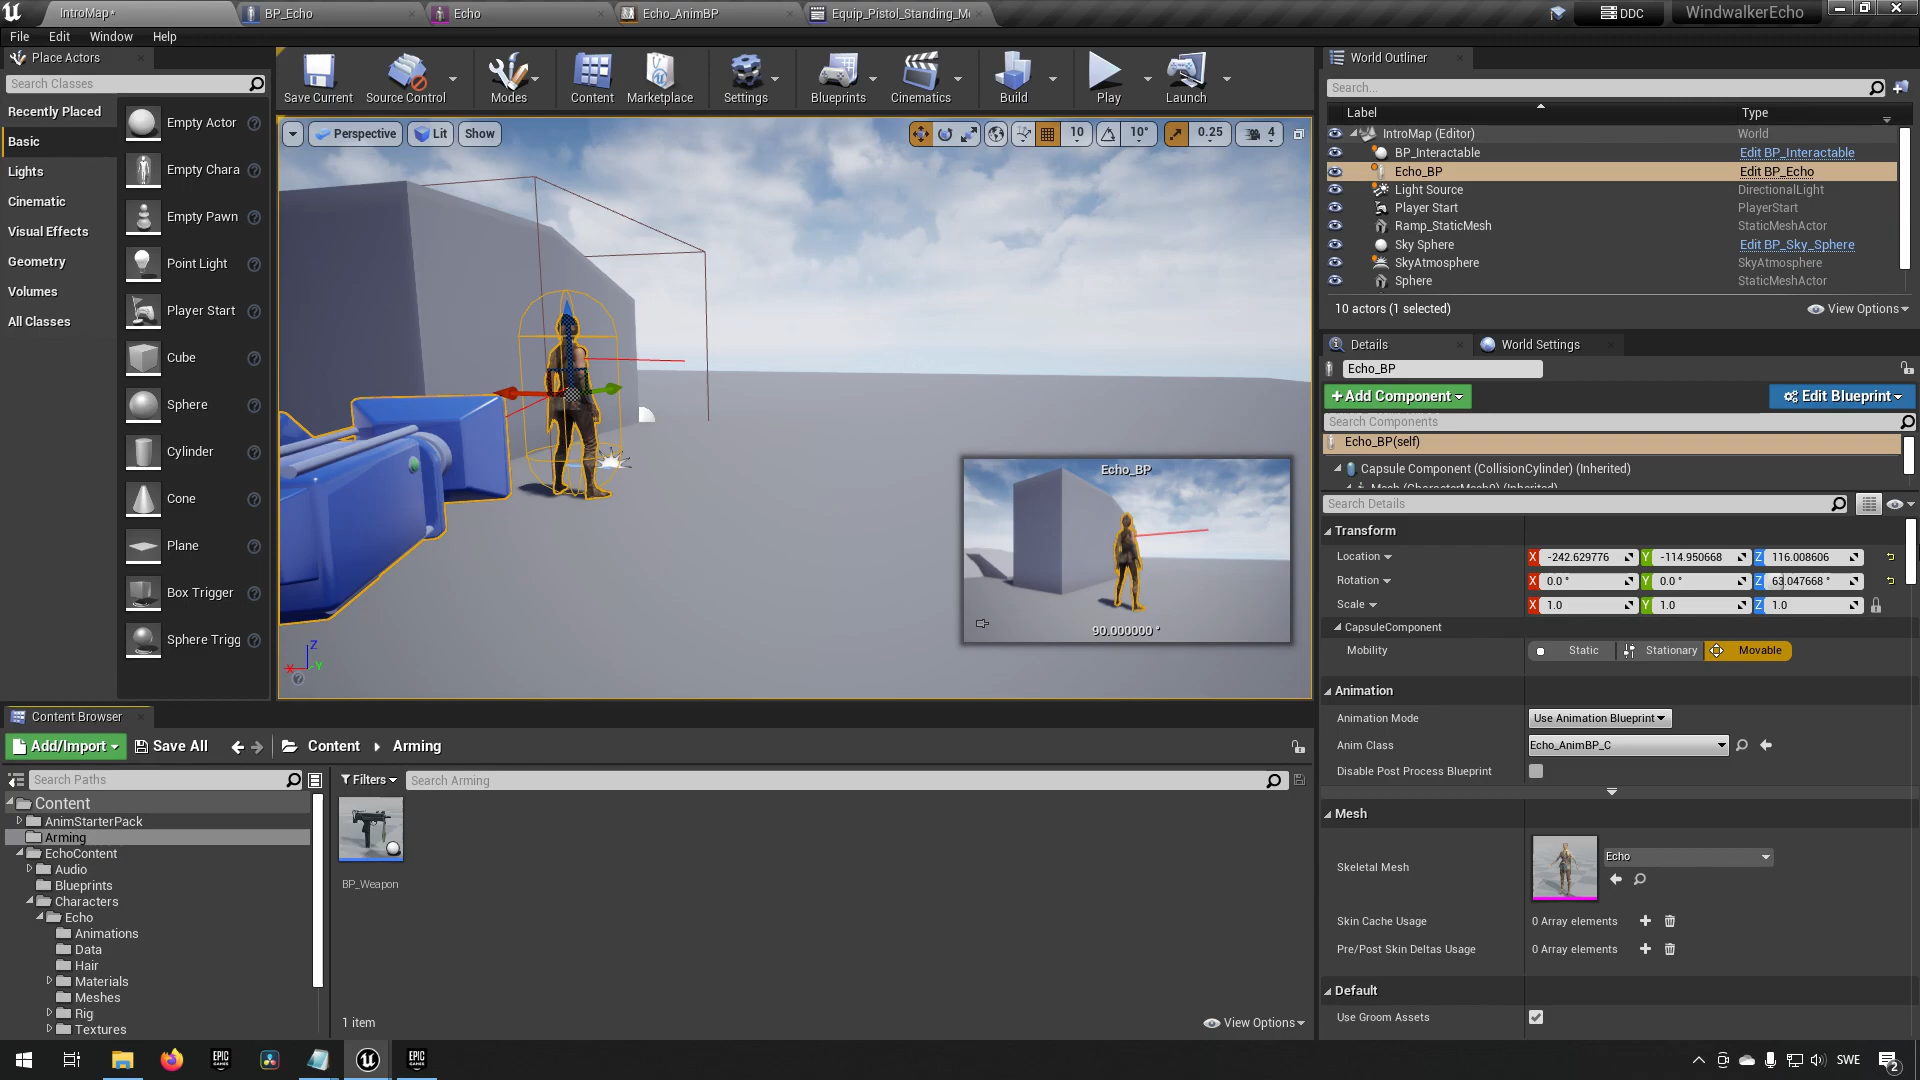 IntroMap*
BP_Echo
Echo
Echo_AnimBP
Equip_Pistol_Standing_Mo
DDC
WindwalkerEcho
File
Edit
Window
Help
Place Actors
Search Classes
Recently Placed
Basic
Lights
Cinematic
Visual Effects
Geometry
Volumes
All Classes
Empty Actor
Empty Chara
Empty Pawn
Point Light
Player Start
Cube
Sphere
Cylinder
Cone
Plane
Box Trigger
Sphere Trigg
Save Current
Source Control
Modes
Content
Marketplace
Settings
Blueprints
Cinematics
Build
Play
Launch
Perspective
Lit
Show
10
10°
0.25
4
Echo_BP
90.000000 °
Z
X
Y
World Outliner
Search...
Label
Type
IntroMap (Editor)
World
BP_Interactable
Edit BP_Interactable
Echo_BP
Edit BP_Echo
Light Source
DirectionalLight
Player Start
PlayerStart
Ramp_StaticMesh
StaticMeshActor
Sky Sphere
Edit BP_Sky_Sphere
SkyAtmosphere
SkyAtmosphere
Sphere
StaticMeshActor
10 actors (1 selected)
View Options
Details
World Settings
Echo_BP
+Add Component
Edit Blueprint
Search Components
Echo_BP(self)
Capsule Component (CollisionCylinder) (Inherited)
Mesh (CharacterMesh0) (Inherited)
Search Details
Transform
Location
X -242.629776
Y -114.950668
Z 116.008606
Rotation
X 0.0 °
Y 0.0 °
Z 63.047668 °
Scale
X 1.0
Y 1.0
Z 1.0
CapsuleComponent
Mobility
Static
Stationary
Movable
Animation
Animation Mode
Use Animation Blueprint
Anim Class
Echo_AnimBP_C
Disable Post Process Blueprint
Mesh
Skeletal Mesh
Echo
Skin Cache Usage
0 Array elements
Pre/Post Skin Deltas Usage
0 Array elements
Default
Use Groom Assets
Content Browser
Add/Import
Save All
Content
Arming
Search Paths
Filters
Search Arming
Content
AnimStarterPack
Arming
EchoContent
Audio
Blueprints
Characters
Echo
Animations
Data
Hair
Materials
Meshes
Rig
Textures
BP_Weapon
1 item
View Options
EPIC GAMES
EPIC GAMES
SWE
2